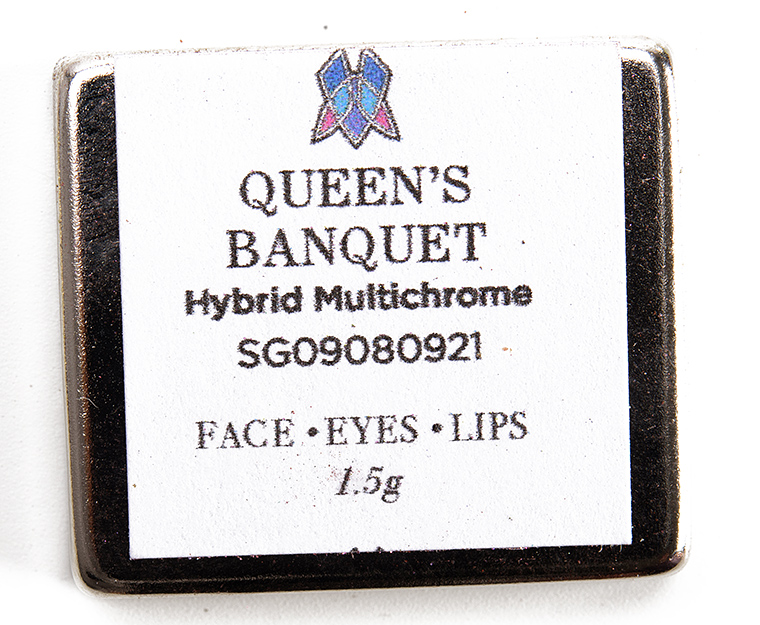 QUEEN'S
BANQUET
Hybrid Multichrome
SG09080921
FACE • EYES • LIPS
1.5g